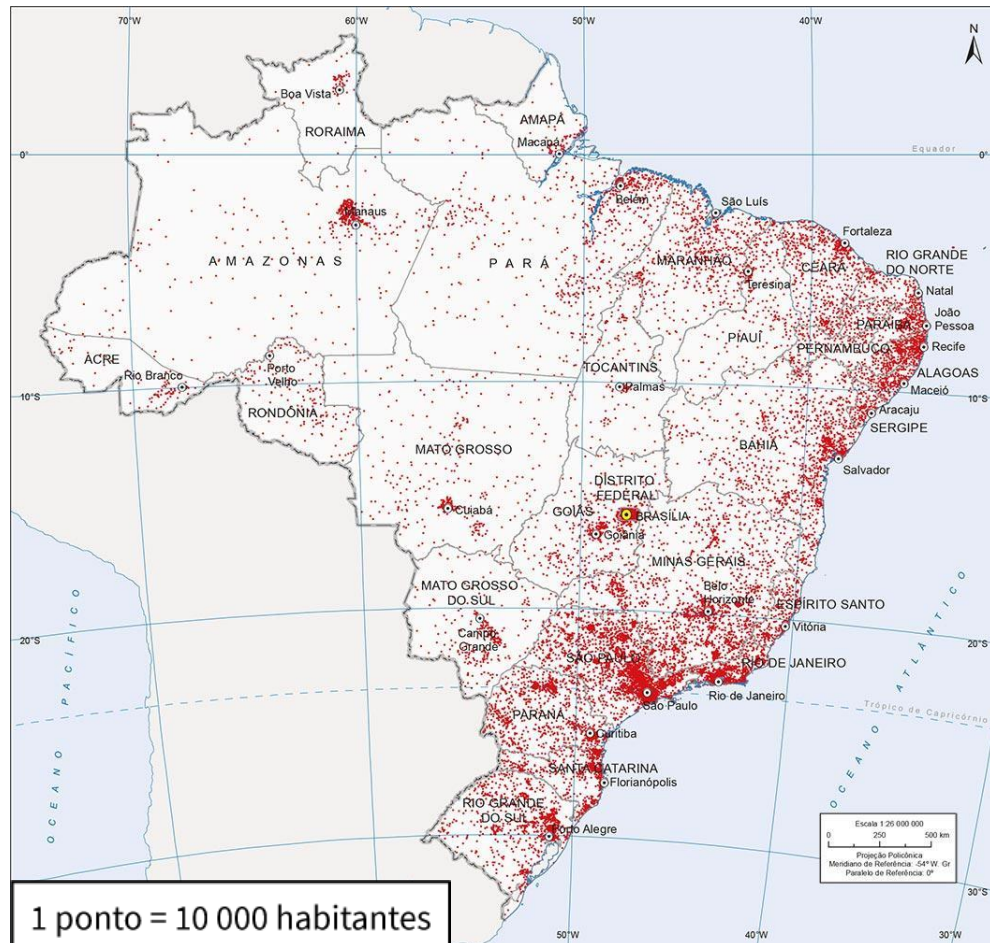 70°W
60°W
50°W
40°W
N
Boa Vista
RORAIMA
AMAPÁ
Macapá
Equador
0°
0°
Manaus
Belém
São Luís
Fortaleza
A M A Z O N A S
P A R Á
MARANHÃO
CEARÁ
RIO GRANDE
DO NORTE
Teresina
Natal
João
Pessoa
PARAÍBA
PIAUÍ
PERNAMBUCO
Recife
ACRE
Rio Branco
Porto
Velho
TOCANTINS
Palmas
ALAGOAS
Maceió
10°S
10°S
RONDÔNIA
Aracaju
SERGIPE
MATO GROSSO
BAHIA
Salvador
Cuiabá
DISTRITO
FEDERAL
GOIÁS
BRASÍLIA
Goiânia
MINAS GERAIS
MATO GROSSO
DO SUL
Belo
Horizonte
ESPÍRITO SANTO
Vitória
Campo
Grande
20°S
20°S
SÃO PAULO
RIO DE JANEIRO
Rio de Janeiro
São Paulo
Trópico de Capricórnio
PARANÁ
Curitiba
SANTA CATARINA
Florianópolis
RIO GRANDE
DO SUL
Porto Alegre
OCEANO PACÍFICO
OCEANO ATLÂNTICO
Escala 1:26 000 000
0 250 500 km
Projeção Policônica
Meridiano de Referência: -54° W. Gr
Paralelo de Referência: 0°
30°S
1 ponto = 10 000 habitantes
50°W
40°W
30°W